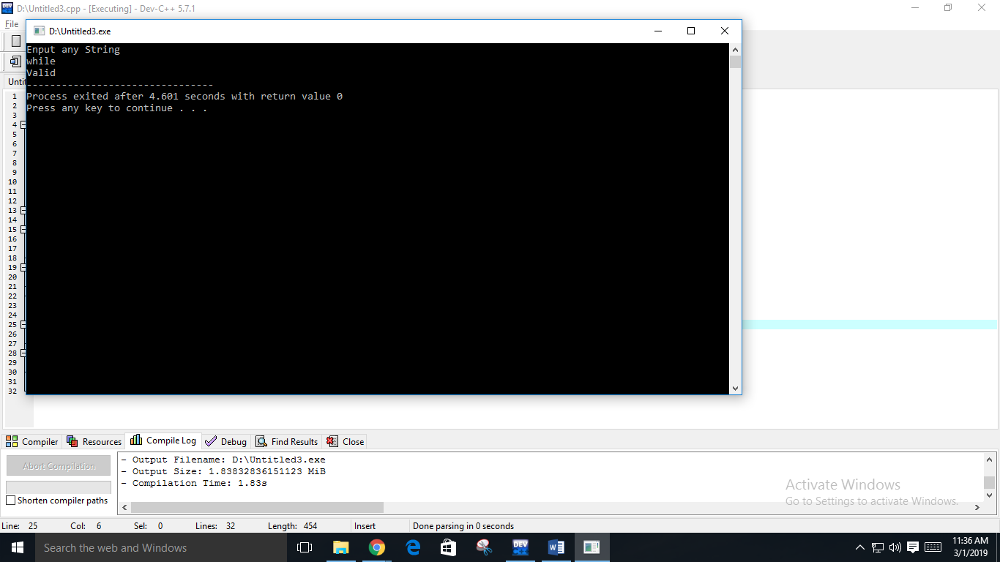 D:\Untitled3.cpp - [Executing] - Dev-C++ 5.7.1
File
D:\Untitled3.exe
Enput any String
while
Valid
--------------------------------
Process exited after 4.601 seconds with return value 0
Press any key to continue . . .
Untit
1
2
3
4
5
6
7
8
9
10
11
12
13
14
15
16
17
18
19
20
21
22
23
24
25
26
27
28
29
30
31
32
Compiler Resources Compile Log Debug Find Results Close
Abort Compilation
Shorten compiler paths
- Output Filename: D:\Untitled3.exe
- Output Size: 1.83832836151123 MiB
- Compilation Time: 1.83s
Activate Windows
Go to Settings to activate Windows.
Line: 25 Col: 6 Sel: 0 Lines: 32 Length: 454 Insert Done parsing in 0 seconds
Search the web and Windows
DEV
C++
11:36 AM
3/1/2019